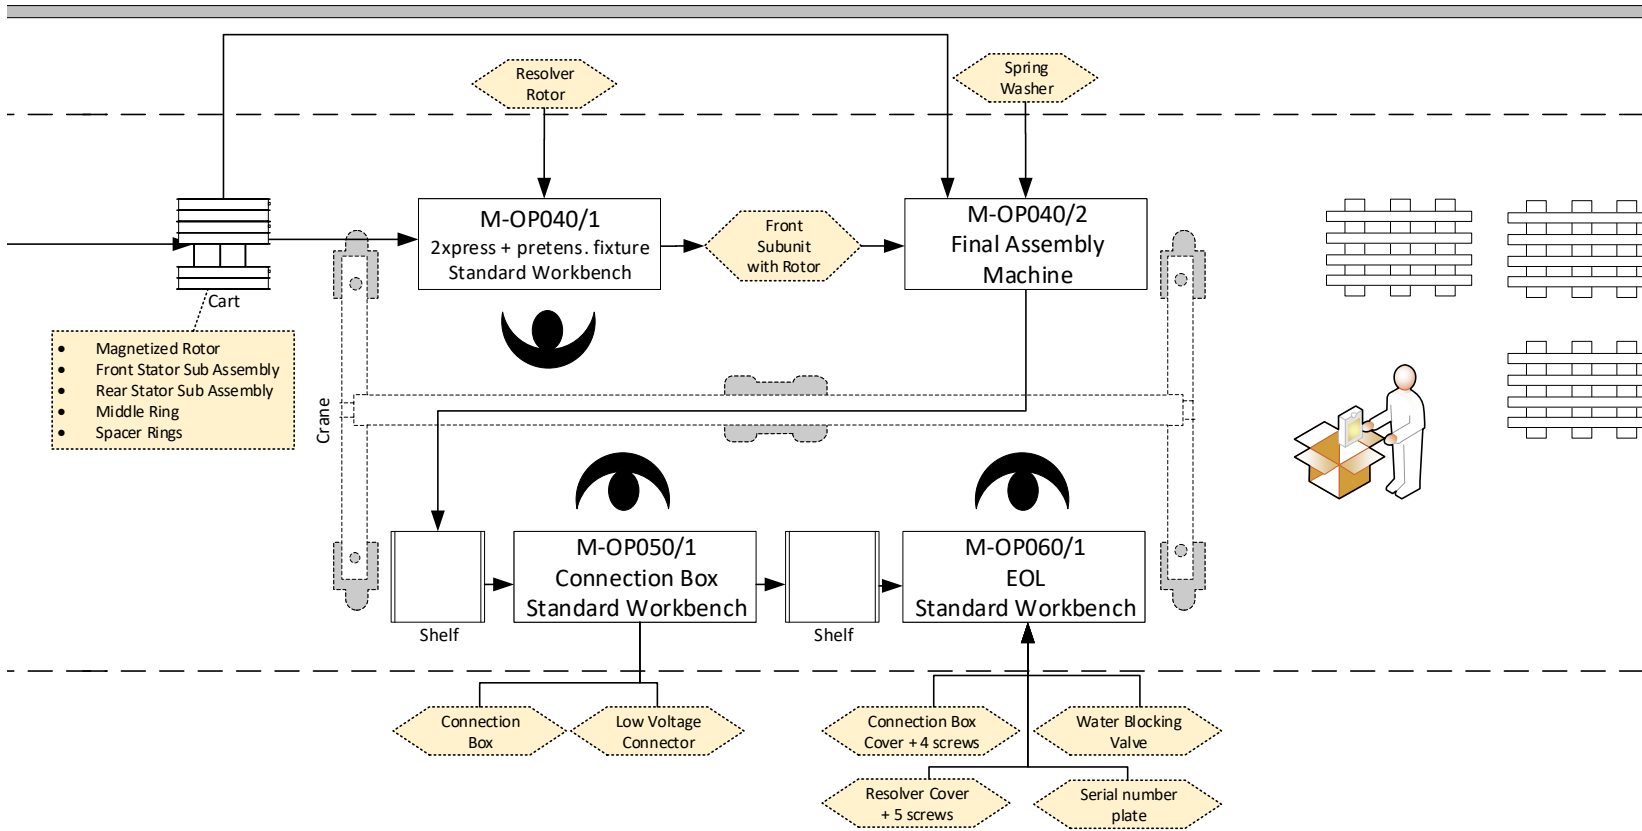 Resolver
Rotor
Spring
Washer
M-OP040/1
2xpress + pretens. fixture
Standard Workbench
Front
Subunit
with Rotor
M-OP040/2
Final Assembly
Machine
Cart
• Magnetized Rotor
• Front Stator Sub Assembly
• Rear Stator Sub Assembly
• Middle Ring
• Spacer Rings
Crane
M-OP050/1
Connection Box
Standard Workbench
M-OP060/1
EOL
Standard Workbench
Shelf
Shelf
Connection
Box
Low Voltage
Connector
Connection Box
Cover + 4 screws
Water Blocking
Valve
Resolver Cover
+ 5 screws
Serial number
plate